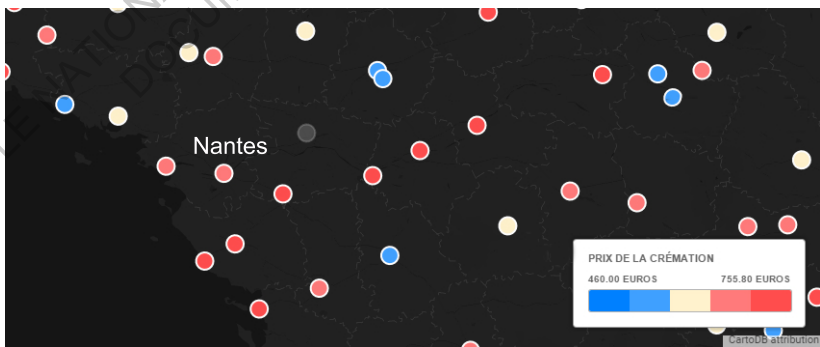 Nantes
PRIX DE LA CRÉMATION
460.00 EUROS 755.80 EUROS
CartoDB attribution